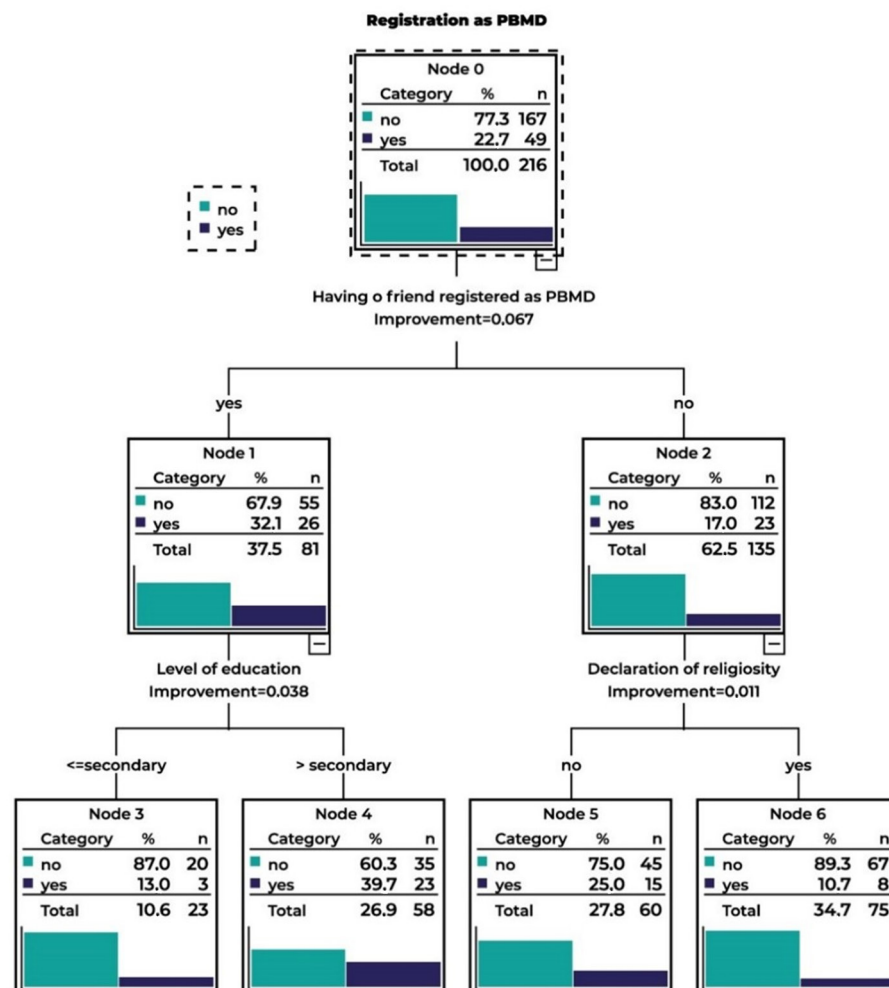 Registration as PBMD
Node 0
Category % n
no 77.3 167
yes 22.7 49
Total 100.0 216
no
yes
Having o friend registered as PBMD
Improvement=0.067
yes
no
Node 1
Category % n
no 67.9 55
yes 32.1 26
Total 37.5 81
Node 2
Category % n
no 83.0 112
yes 17.0 23
Total 62.5 135
Level of education
Improvement=0.038
Declaration of religiosity
Improvement=0.011
<=secondary
> secondary
no
yes
Node 3
Category % n
no 87.0 20
yes 13.0 3
Total 10.6 23
Node 4
Category % n
no 60.3 35
yes 39.7 23
Total 26.9 58
Node 5
Category % n
no 75.0 45
yes 25.0 15
Total 27.8 60
Node 6
Category % n
no 89.3 67
yes 10.7 8
Total 34.7 75